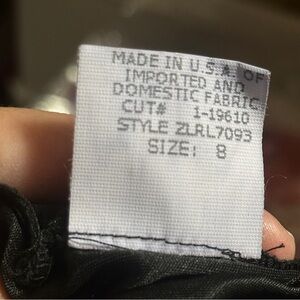 MADE IN U.S.A. OF
IMPORTED AND
DOMESTIC FABRIC
CUT# 1-19610
STYLE ZLRL7093
SIZE: 8